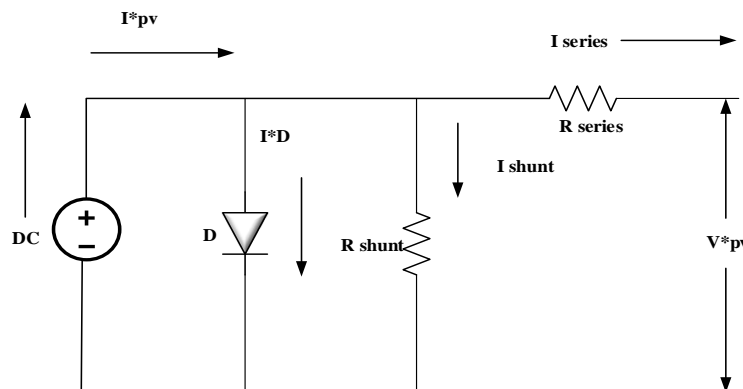 I*pv
I series
R series
I*D
I shunt
+
−
DC
D
R shunt
V*pv